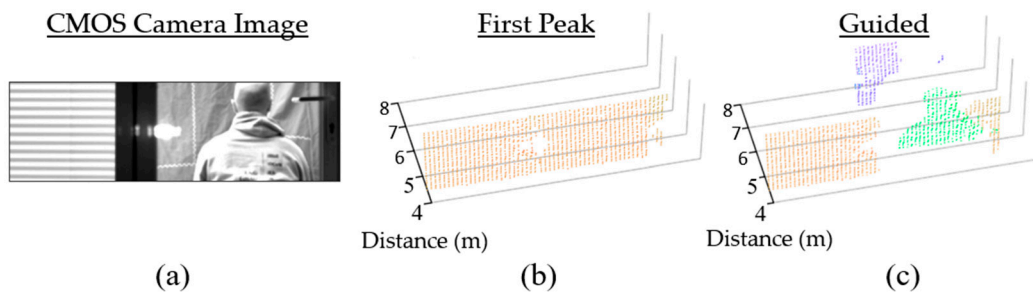 CMOS Camera Image
First Peak
Guided
8
7
6
5
4
Distance (m)
8
7
6
5
4
Distance (m)
(a)
(b)
(c)